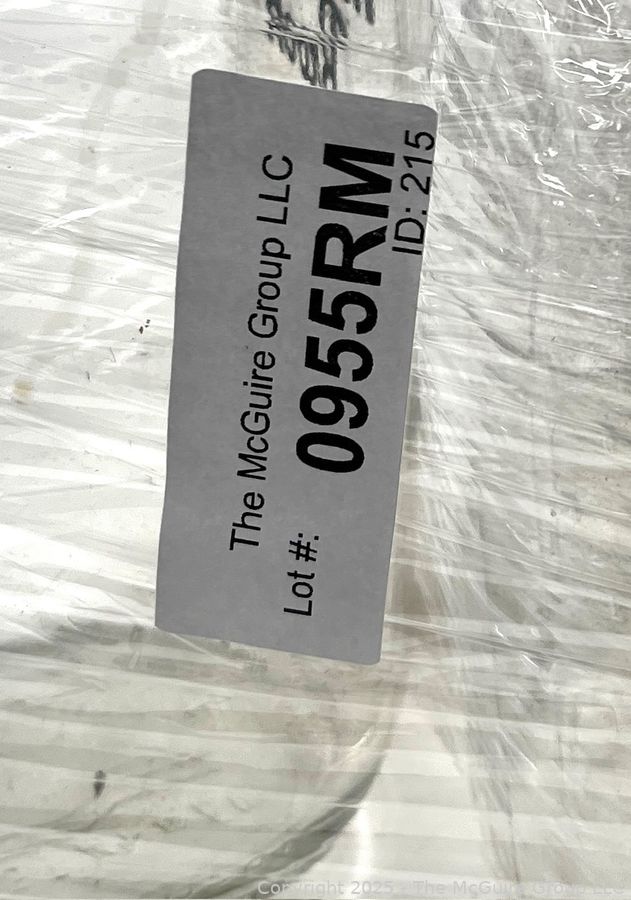 The McGuire Group LLC
Lot #: 0955RM
ID: 215
Copyright 2025 - The McGuire Group LLC